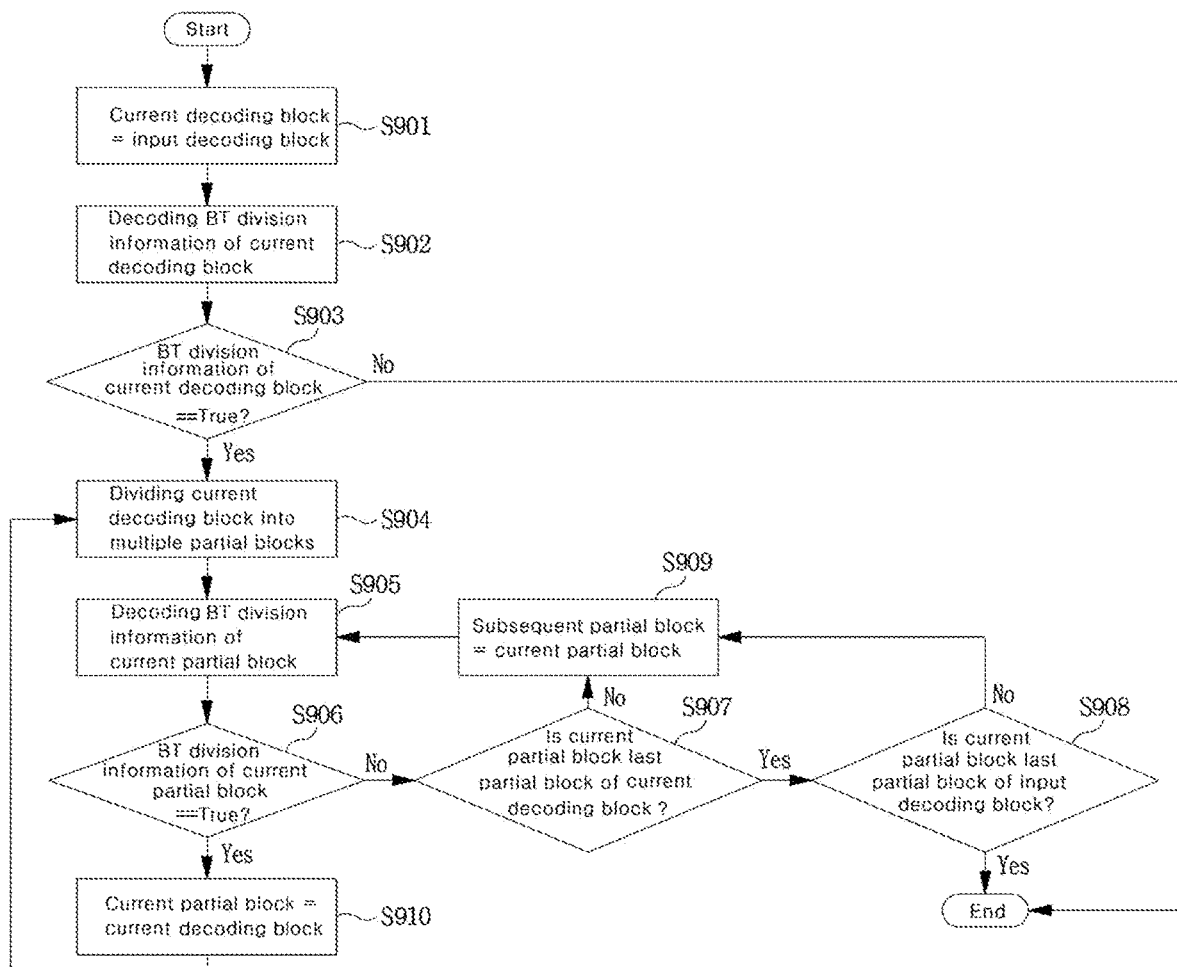 Start
Current decoding block
= input decoding block
S901
Decoding BT division
information of current
decoding block
S902
S903
BT division
information of
current decoding block
==True?
No
Yes
Dividing current
decoding block into
multiple partial blocks
S904
S905
Decoding BT division
information of
current partial block
S909
Subsequent partial block
= current partial block
S906
BT division
information of current
partial block
==True?
No
Yes
No
S907
Is current
partial block last
partial block of current
decoding block ?
Yes
No
S908
Is current
partial block last
partial block of input
decoding block?
Yes
Current partial block =
current decoding block
S910
End